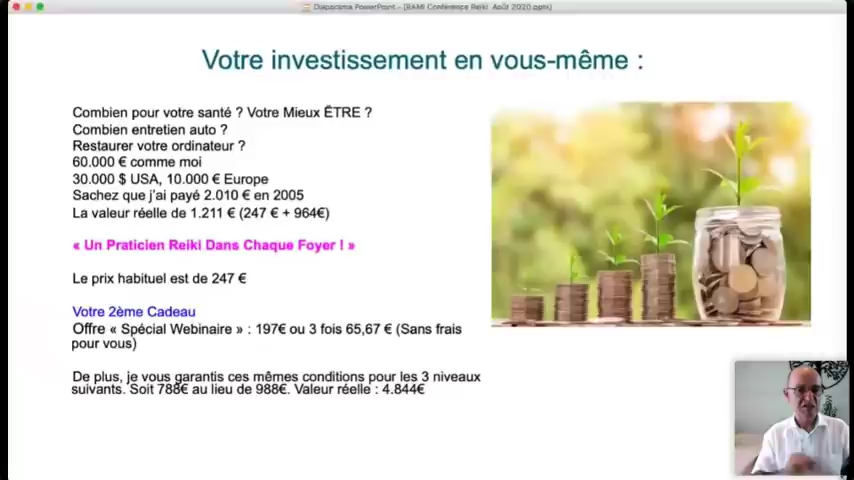 Diaporama PowerPoint - [RAMI Conférence Reiki Août 2020.pptx]
Votre investissement en vous-même :
Combien pour votre santé ? Votre Mieux ÊTRE ?
Combien entretien auto ?
Restaurer votre ordinateur ?
60.000 € comme moi
30.000 $ USA, 10.000 € Europe
Sachez que j'ai payé 2.010 € en 2005
La valeur réelle de 1.211 € (247 € + 964€)
« Un Praticien Reiki Dans Chaque Foyer ! »
Le prix habituel est de 247 €
Votre 2ème Cadeau
Offre « Spécial Webinaire » : 197€ ou 3 fois 65,67 € (Sans frais
pour vous)
De plus, je vous garantis ces mêmes conditions pour les 3 niveaux
suivants. Soit 788€ au lieu de 988€. Valeur réelle : 4.844€